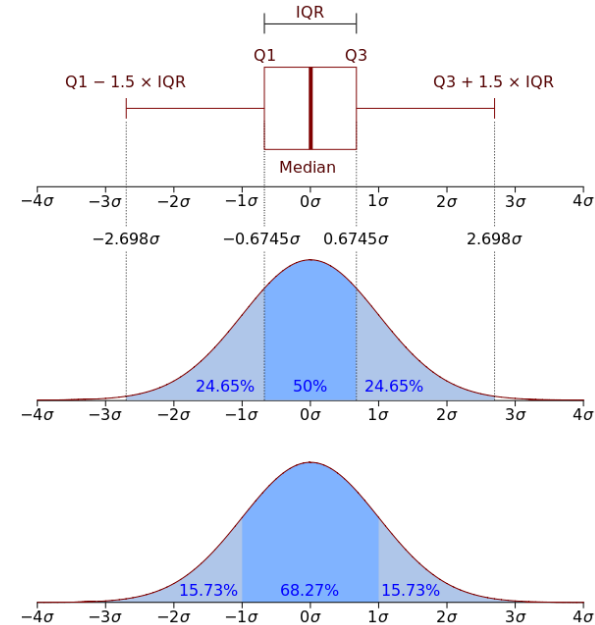 IQR
Q1 Q3
Q1 − 1.5 × IQR Q3 + 1.5 × IQR
Median
−4σ −3σ −2σ −1σ 0σ 1σ 2σ 3σ 4σ
−2.698σ −0.6745σ 0.6745σ 2.698σ
24.65% 50% 24.65%
−4σ −3σ −2σ −1σ 0σ 1σ 2σ 3σ 4σ
15.73% 68.27% 15.73%
−4σ −3σ −2σ −1σ 0σ 1σ 2σ 3σ 4σ